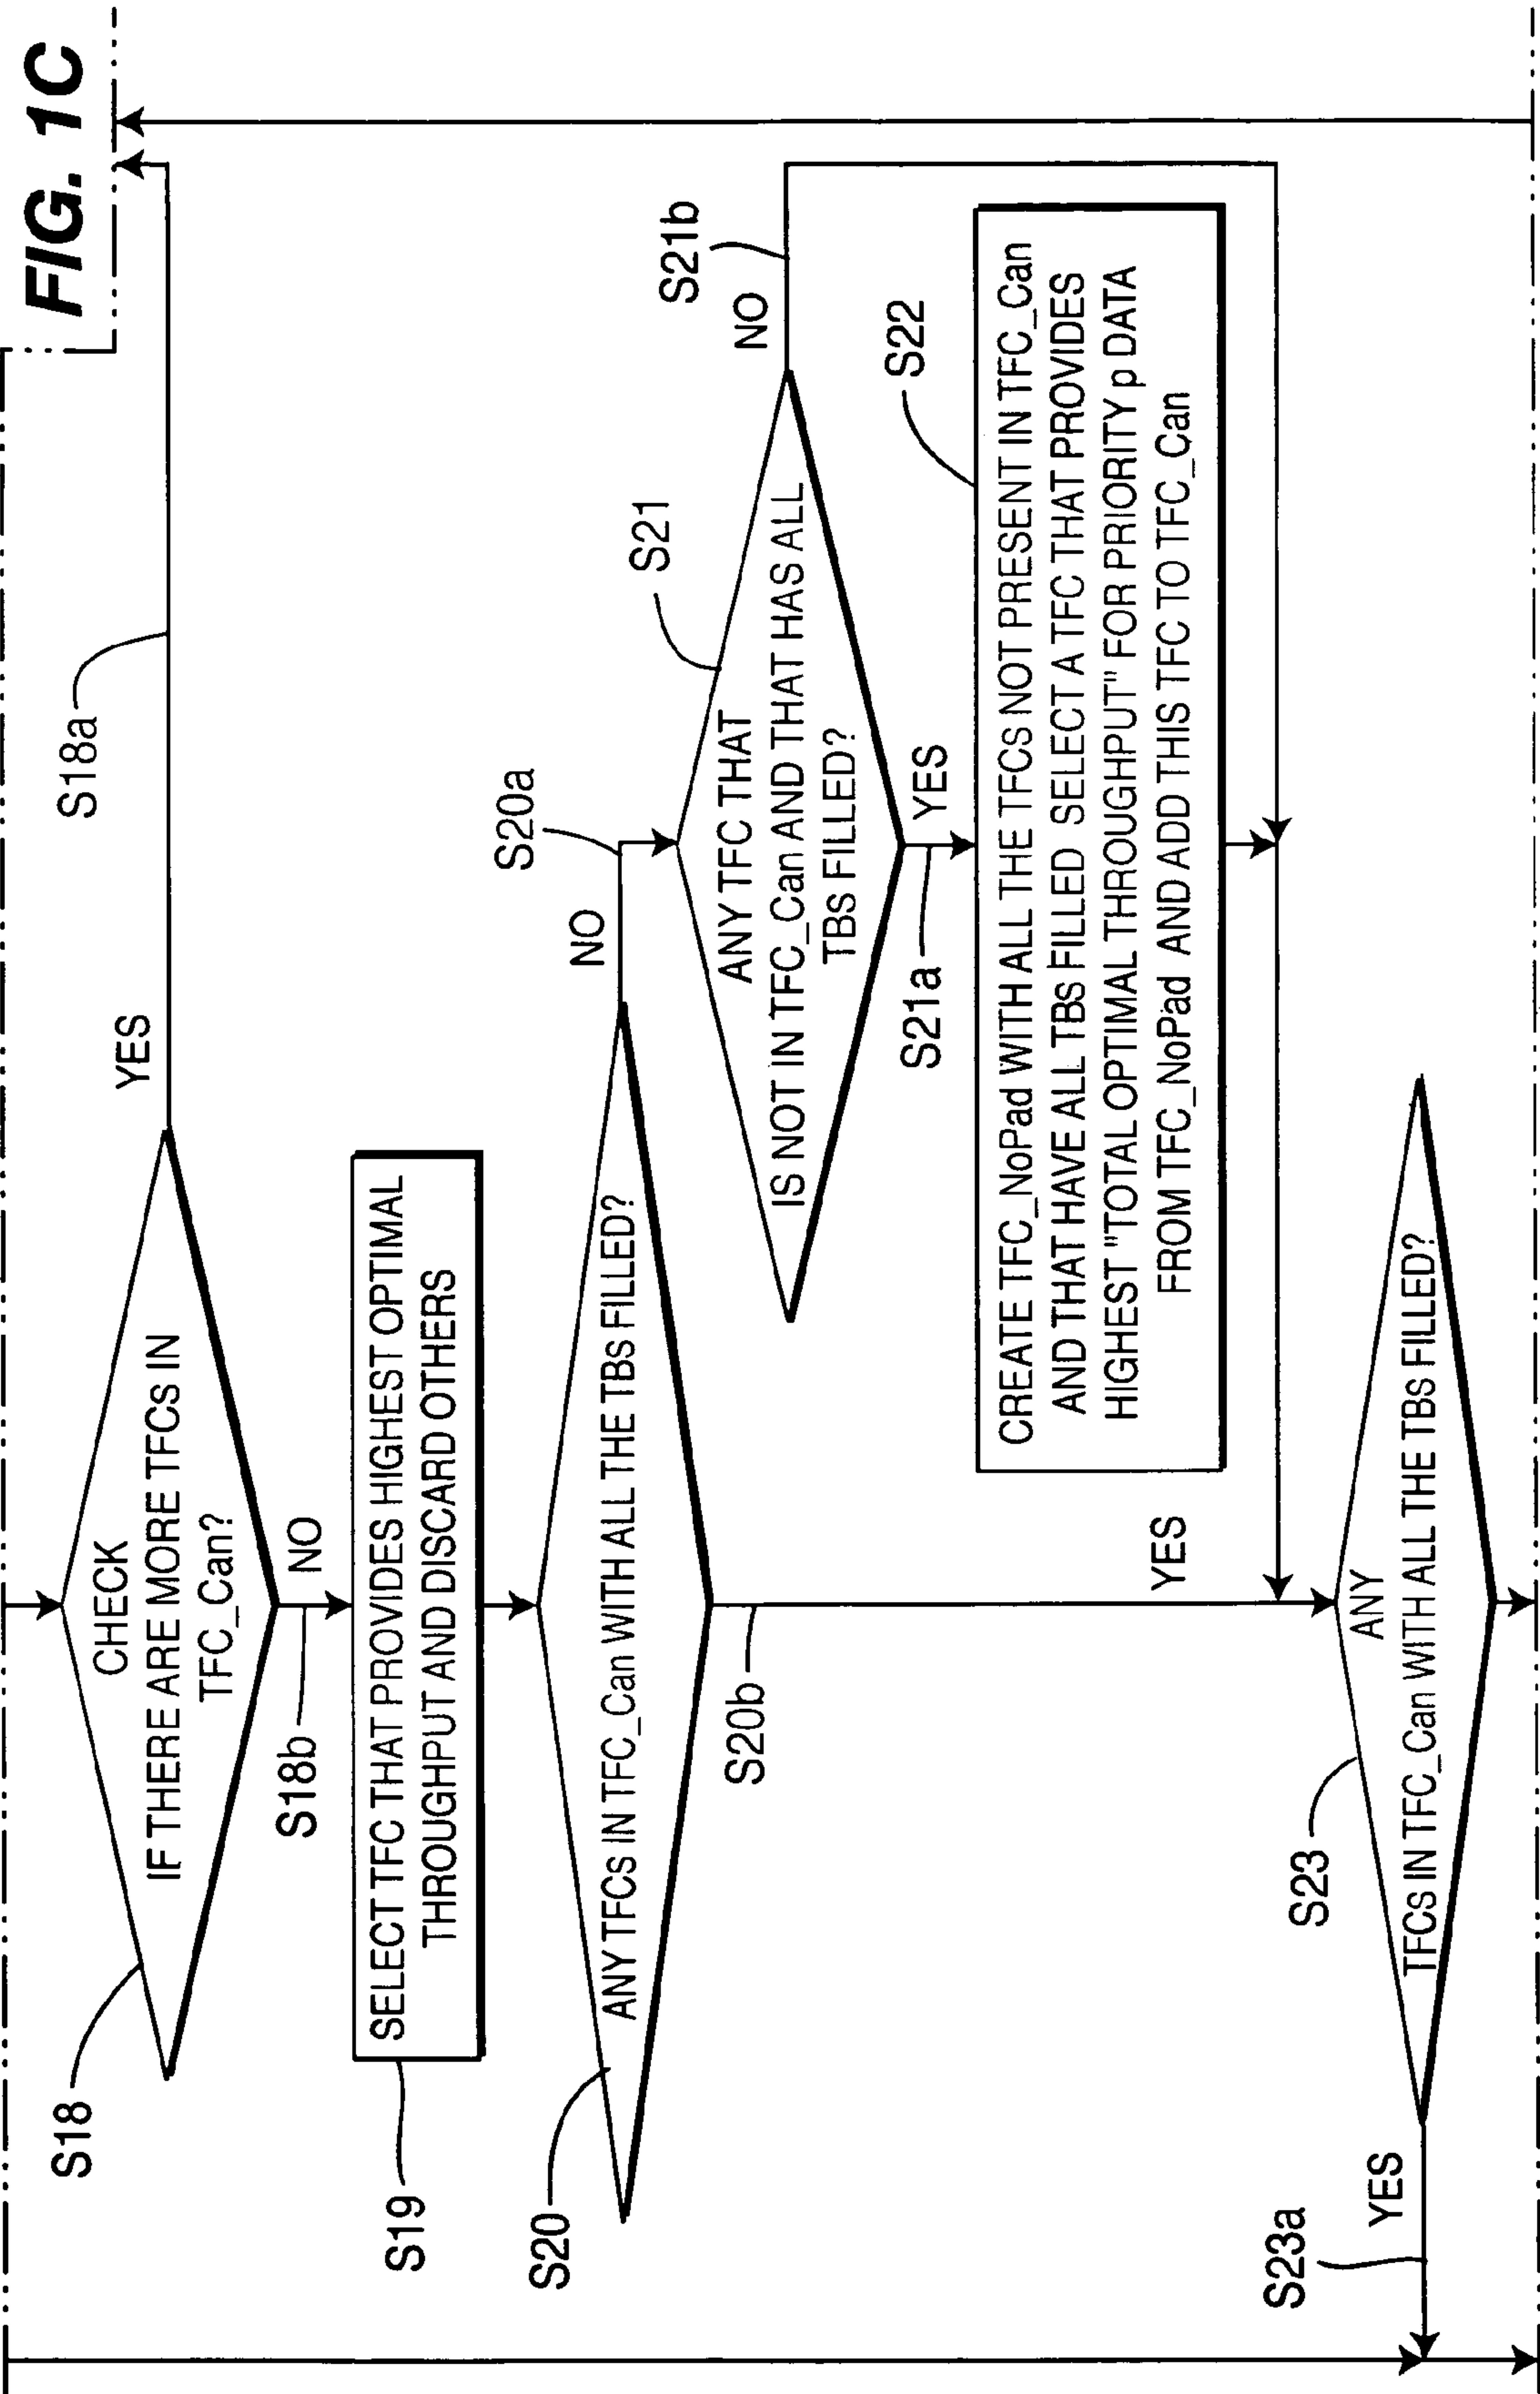 FIG. 1C
S18
CHECK
IF THERE ARE MORE TFCS IN
TFC_Can?
YES
S18a
S18b
NO
S19
SELECT TFC THAT PROVIDES HIGHEST OPTIMAL
THROUGHPUT AND DISCARD OTHERS
S20
ANY TFCS IN TFC_Can WITH ALL THE TBs FILLED?
NO
S20a
S20b
YES
S21
ANY TFC THAT
IS NOT IN TFC_Can AND THAT HAS ALL
TBs FILLED?
NO
S21b
S21a
YES
S22
CREATE TFC_NoPad WITH ALL THE TFCS NOT PRESENT IN TFC_Can
AND THAT HAVE ALL TBS FILLED SELECT A TFC THAT PROVIDES
HIGHEST "TOTAL OPTIMAL THROUGHPUT" FOR PRIORITY p DATA
FROM TFC_NoPad AND ADD THIS TFC TO TFC_Can
S23
ANY
TFCS IN TFC_Can WITH ALL THE TBS FILLED?
YES
S23a